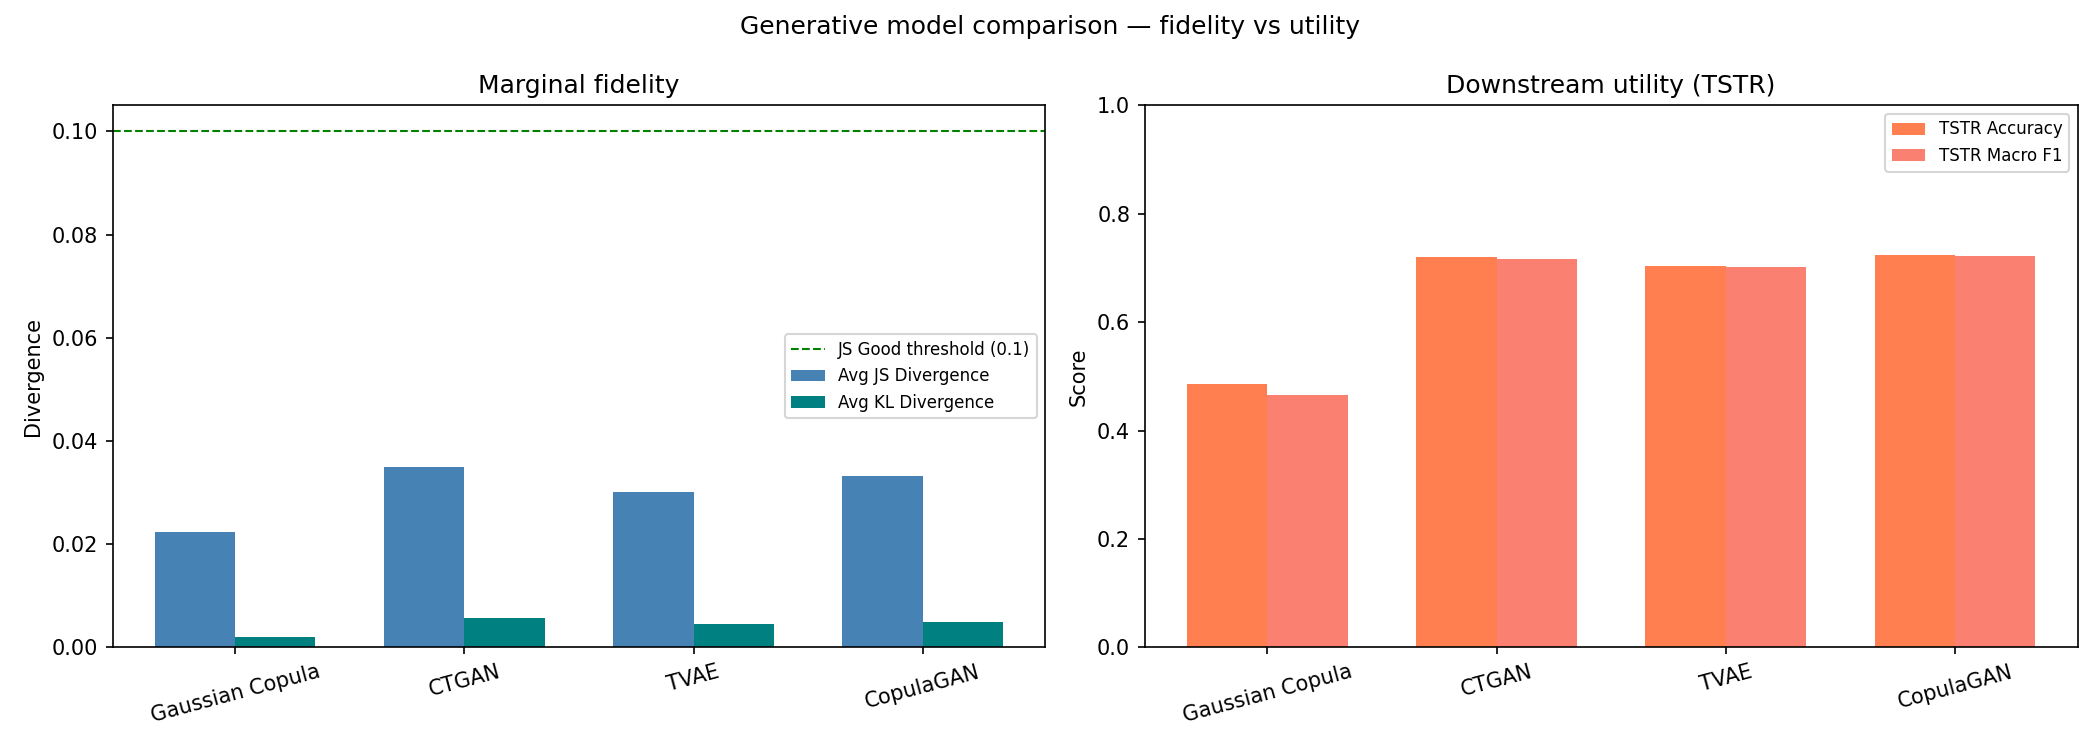 Generative model comparison — fidelity vs utility
Marginal fidelity
Divergence
0.10
0.08
0.06
0.04
0.02
0.00
JS Good threshold (0.1)
Avg JS Divergence
Avg KL Divergence
Gaussian Copula
CTGAN
TVAE
CopulaGAN
Downstream utility (TSTR)
Score
1.0
0.8
0.6
0.4
0.2
0.0
TSTR Accuracy
TSTR Macro F1
Gaussian Copula
CTGAN
TVAE
CopulaGAN